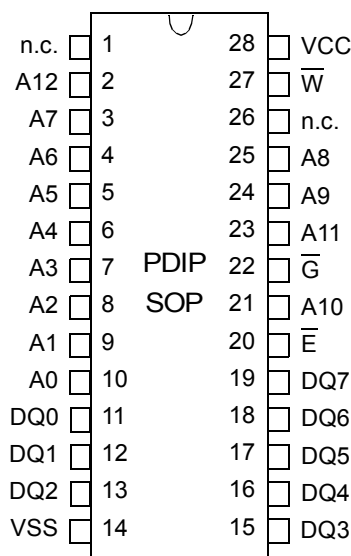 n.c. 1 28 VCC
A12 2 27 W̅
A7 3 26 n.c.
A6 4 25 A8
A5 5 24 A9
A4 6 23 A11
A3 7 PDIP 22 G̅
A2 8 SOP 21 A10
A1 9 20 E̅
A0 10 19 DQ7
DQ0 11 18 DQ6
DQ1 12 17 DQ5
DQ2 13 16 DQ4
VSS 14 15 DQ3